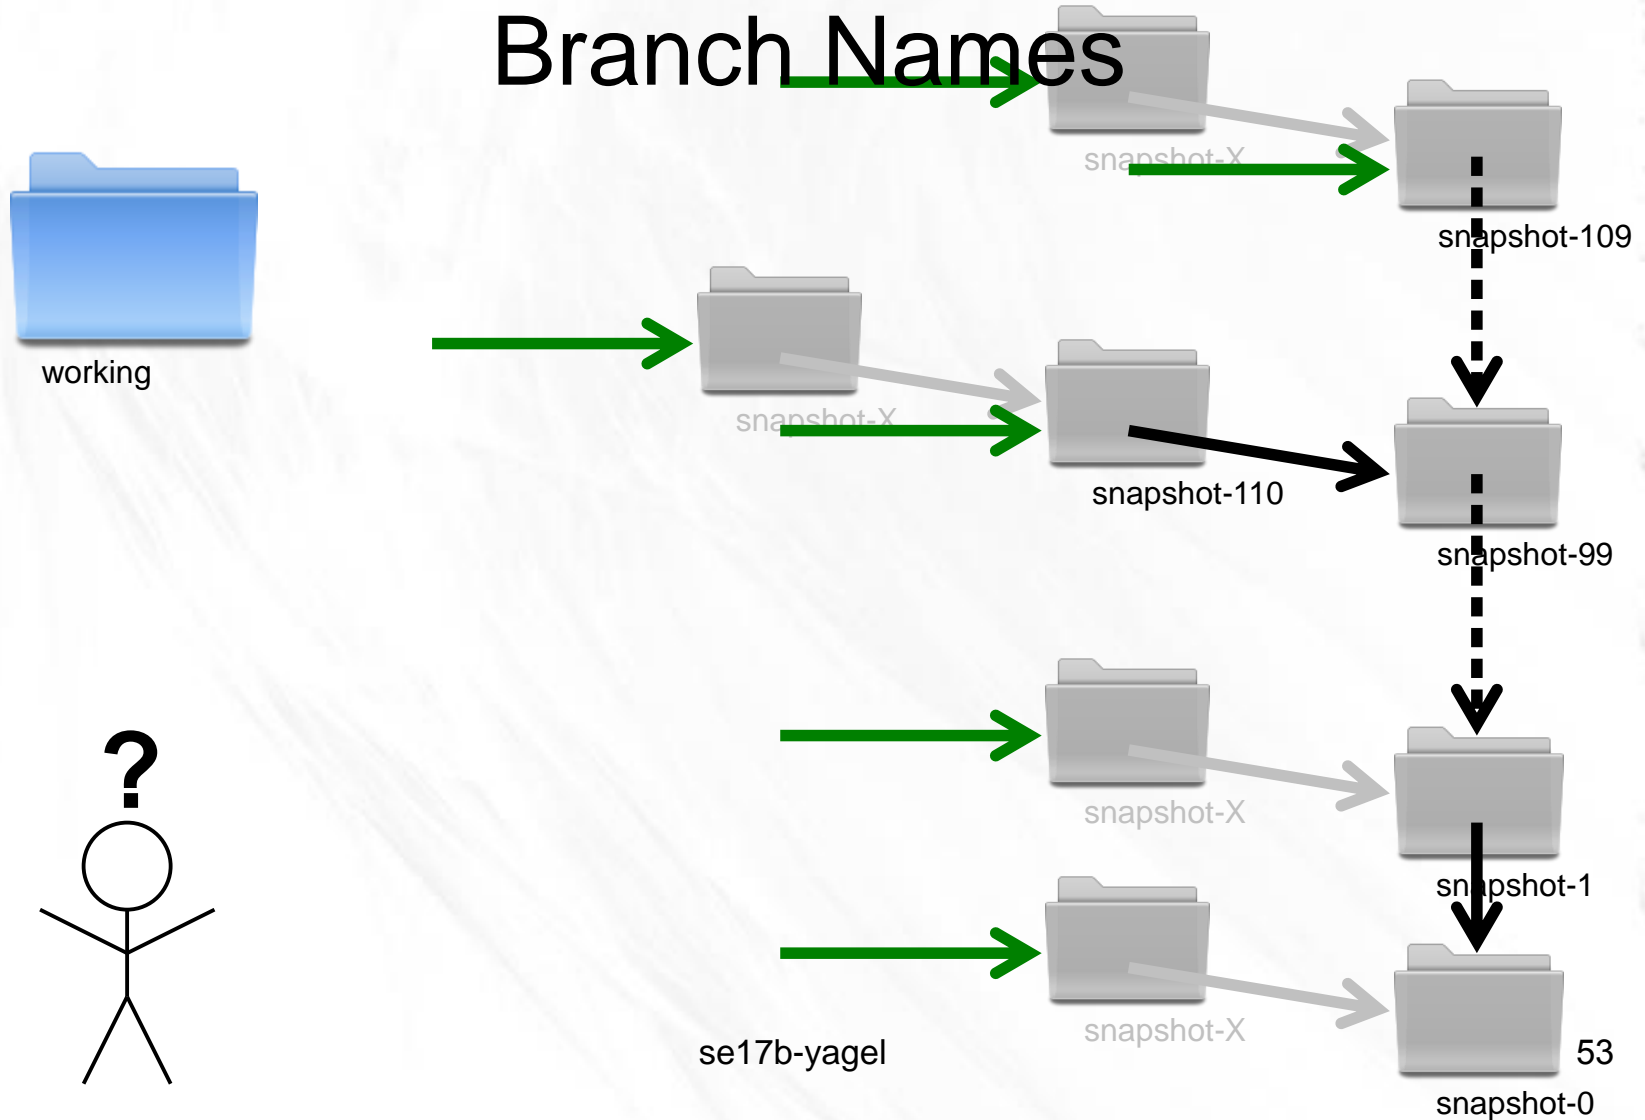 Branch Names
snapshot-X
snapshot-109
working
snapshot-X
snapshot-110
snapshot-99
?
snapshot-X
snapshot-1
snapshot-X
se17b-yagel
53
snapshot-0